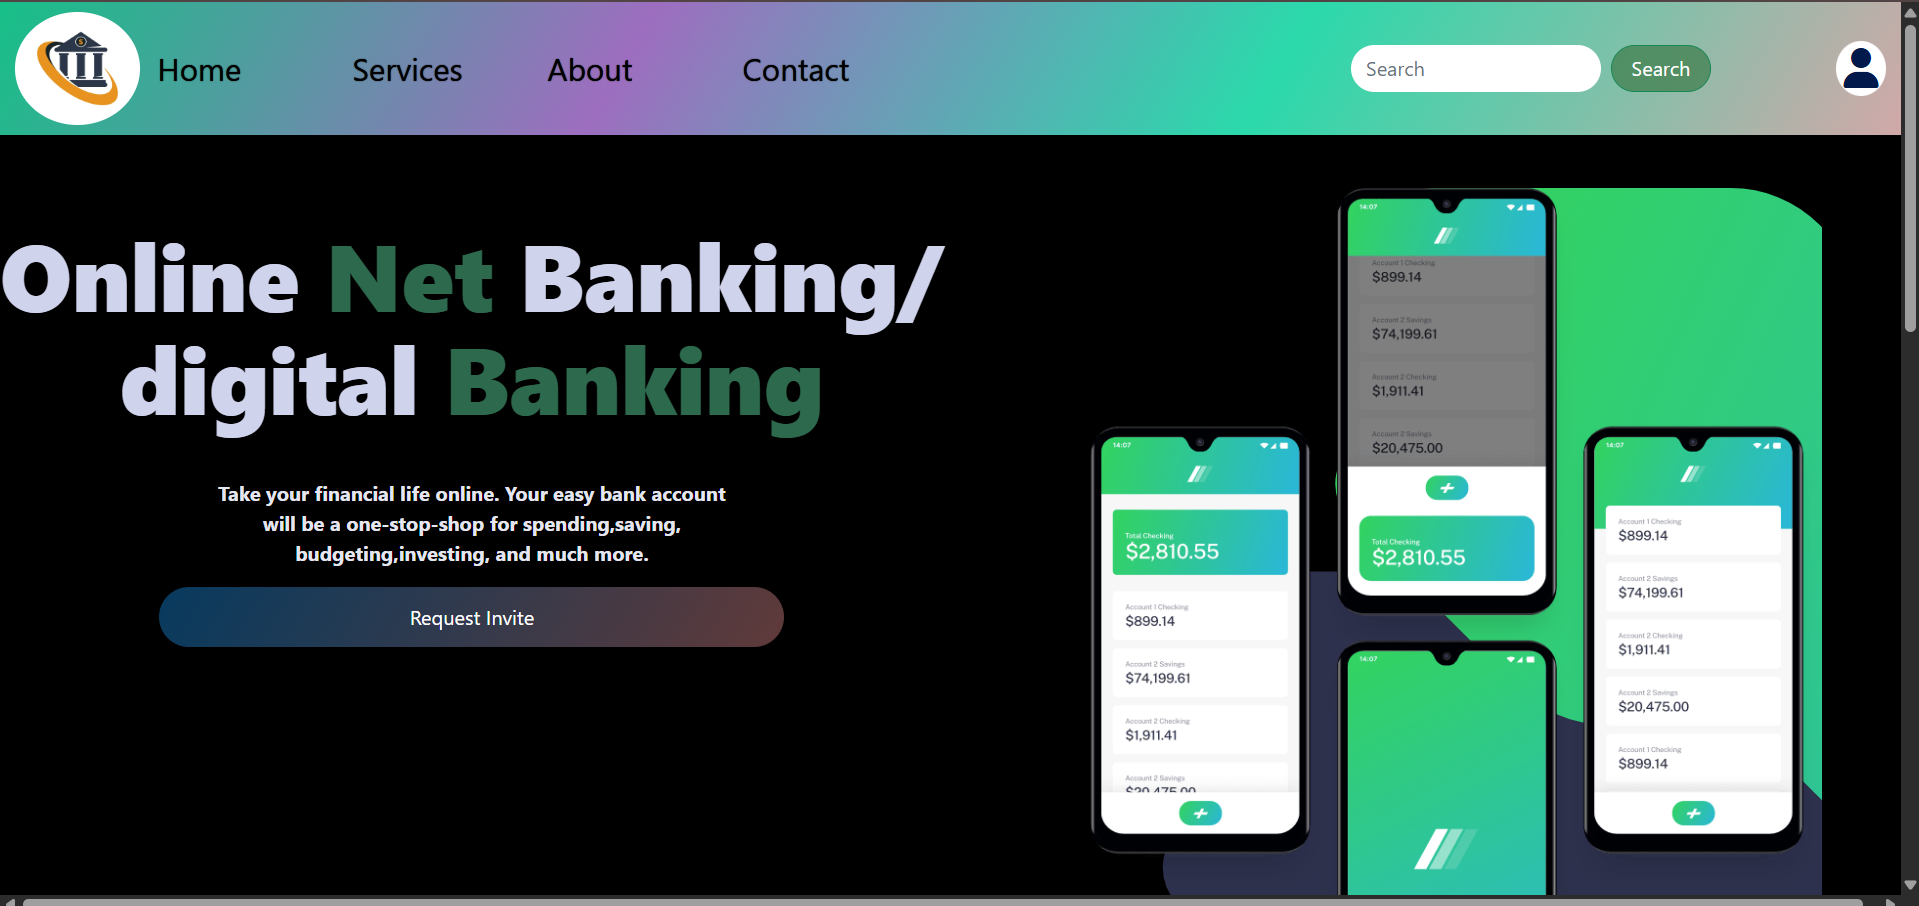 Home Services About Contact
Search
Search
Online Net Banking/
digital Banking
Take your financial life online. Your easy bank account
will be a one-stop-shop for spending,saving,
budgeting,investing, and much more.
Request Invite
14:07
Account 1 Checking
$899.14
Account 2 Savings
$74,199.61
Account 2 Checking
$1,911.41
Account 2 Savings
$20,475.00
Total Checking
$2,810.55
14:07
Total Checking
$2,810.55
Account 1 Checking
$899.14
Account 2 Savings
$74,199.61
Account 2 Checking
$1,911.41
Account 2 Savings
$20,475.00
14:07
Account 1 Checking
$899.14
Account 2 Savings
$74,199.61
Account 2 Checking
$1,911.41
Account 2 Savings
$20,475.00
Account 1 Checking
$899.14
14:07